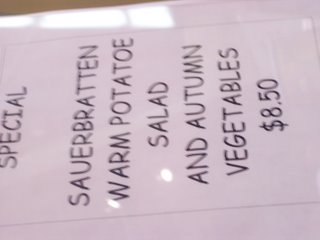 SPECIAL
SAUERBRATTEN
WARM POTATOE
SALAD
AND AUTUMN
VEGETABLES
$8.50